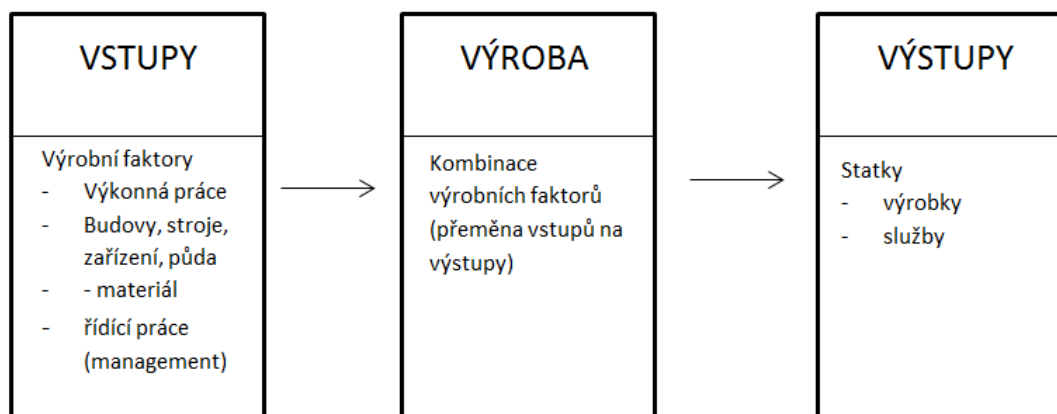 VSTUPY
Výrobní faktory
- Výkonná práce
- Budovy, stroje,
zařízení, půda
- - materiál
- řídící práce
(management)
VÝROBA
Kombinace
výrobních faktorů
(přeměna vstupů na
výstupy)
VÝSTUPY
Statky
- výrobky
- služby